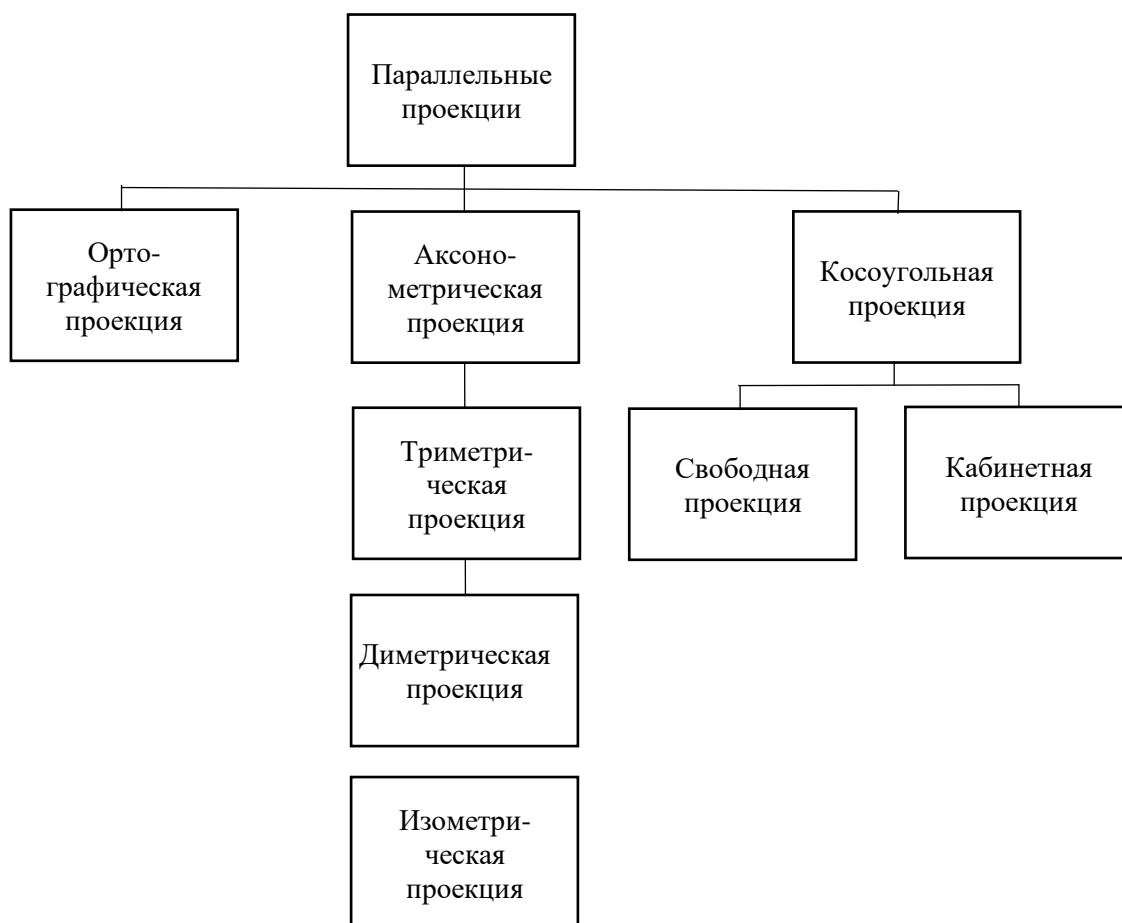 Параллельные
проекции
Орто-
графическая
проекция
Аксоно-
метрическая
проекция
Косоугольная
проекция
Триметри-
ческая
проекция
Свободная
проекция
Кабинетная
проекция
Диметрическая
проекция
Изометри-
ческая
проекция